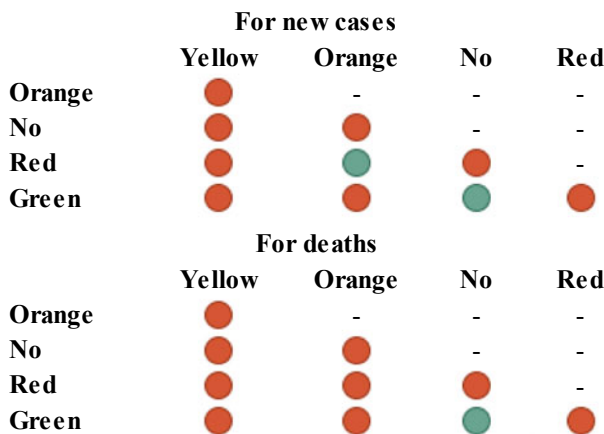 For new cases
Yellow Orange No Red
Orange - - -
No - -
Red -
Green
For deaths
Yellow Orange No Red
Orange - - -
No - -
Red -
Green